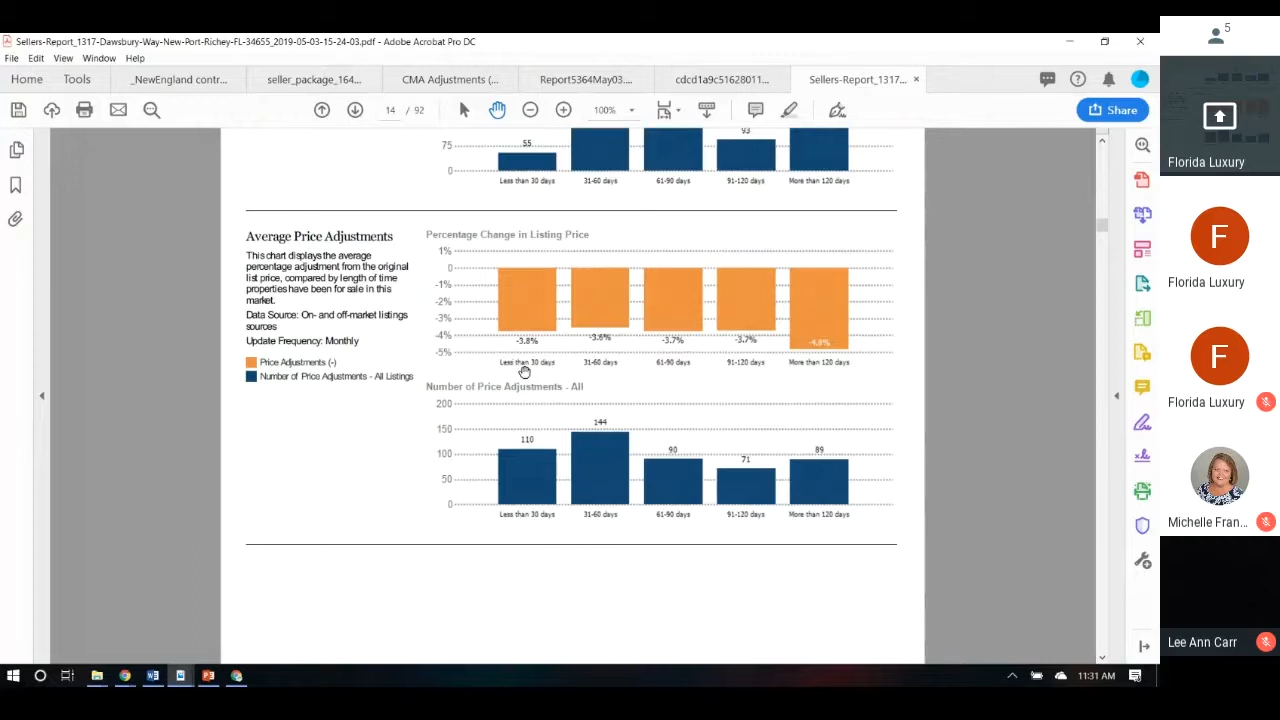 Sellers-Report_1317-Dawsbury-Way-New-Port-Richey-FL-34655_2019-05-03-15-24-03.pdf - Adobe Acrobat Pro DC
File Edit View Window Help
Home Tools _NewEngland contr... seller_package_164... CMA Adjustments (... Report5364May03.... cdcd1a9c51628011... Sellers-Report_1317... ×
14 / 92 100% Share
75
0
55 93
Less than 30 days 31-60 days 61-90 days 91-120 days More than 120 days
Average Price Adjustments
This chart displays the average
percentage adjustment from the original
list price, compared by length of time
properties have been for sale in this
market.
Data Source: On- and off-market listings
sources
Update Frequency: Monthly
Price Adjustments (-)
Number of Price Adjustments - All Listings
Percentage Change in Listing Price
1%
0
-1%
-2%
-3%
-4%
-5%
-3.8% -3.6% -3.7% -3.7% -4.8%
Less than 30 days 31-60 days 61-90 days 91-120 days More than 120 days
Number of Price Adjustments - All
200
150
100
50
0
110 144 90 71 89
Less than 30 days 31-60 days 61-90 days 91-120 days More than 120 days
11:31 AM
5
Florida Luxury
F
Florida Luxury
F
Florida Luxury
Michelle Fran...
Lee Ann Carr